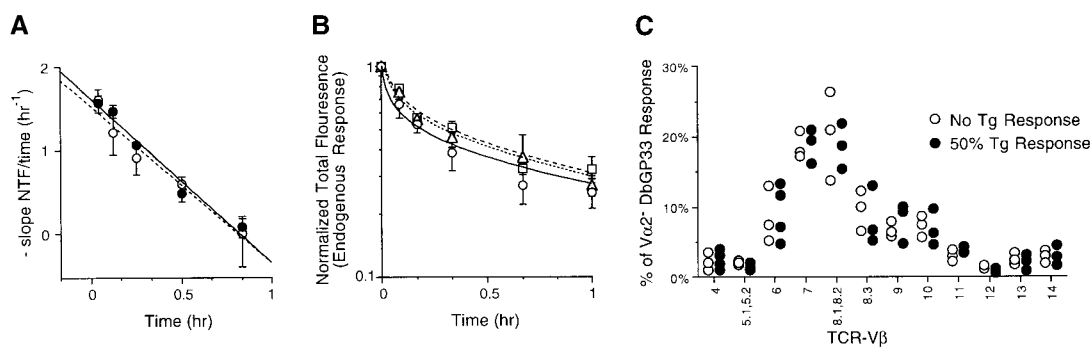 A
- slope NTF/time (hr-1)
2
1
0
0
0.5
1
Time (hr)
B
Normalized Total Flouresence
(Endogenous Response)
1
0.1
0
0.5
1
Time (hr)
C
% of Vα2- DbGP33 Response
30%
20%
10%
0%
No Tg Response
50% Tg Response
4
5.1,5.2
6
7
8.1,8.2
8.3
9
10
11
12
13
14
TCR-Vβ